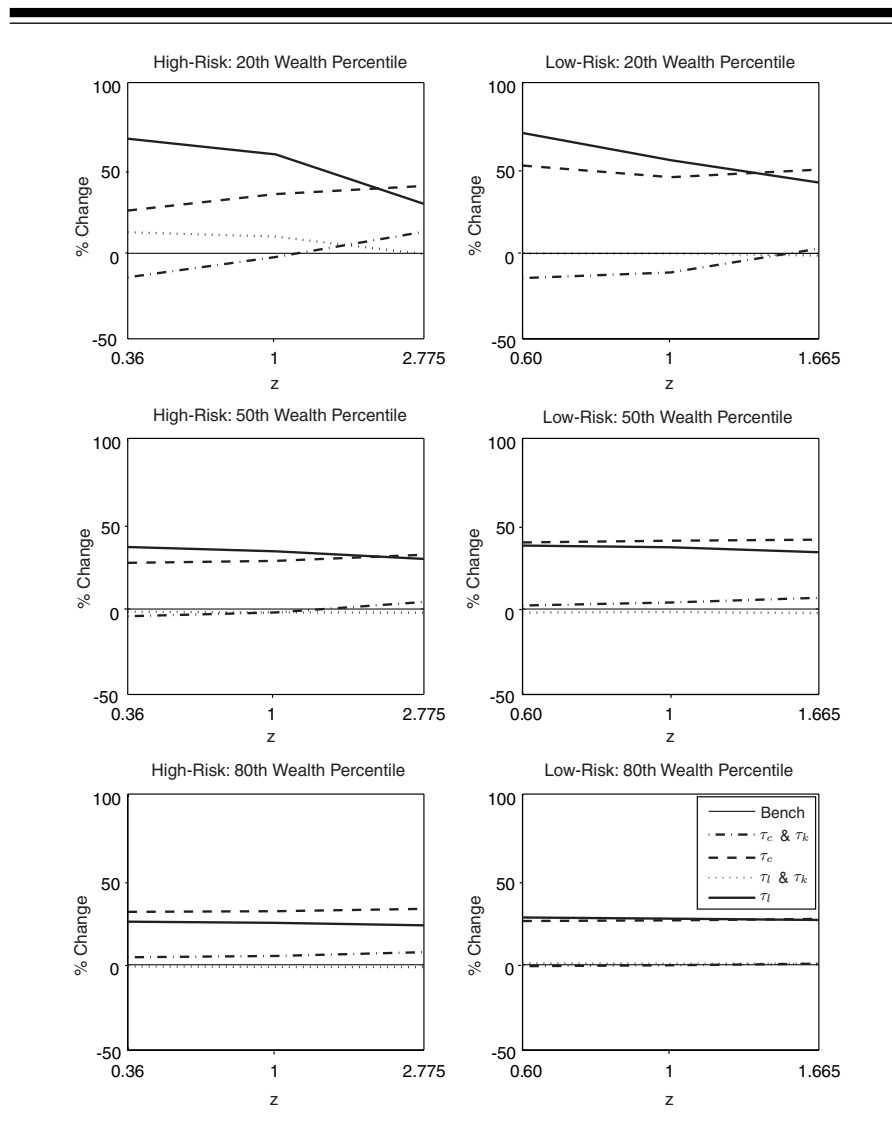 High-Risk: 20th Wealth Percentile
100
50
0
-50
% Change
0.36 1 2.775
z
Low-Risk: 20th Wealth Percentile
100
50
0
-50
% Change
0.60 1 1.665
z
High-Risk: 50th Wealth Percentile
100
50
0
-50
% Change
0.36 1 2.775
z
Low-Risk: 50th Wealth Percentile
100
50
0
-50
% Change
0.60 1 1.665
z
High-Risk: 80th Wealth Percentile
100
50
0
-50
% Change
0.36 1 2.775
z
Low-Risk: 80th Wealth Percentile
100
50
0
-50
% Change
Bench
τc & τk
τc
τl & τk
τl
0.60 1 1.665
z